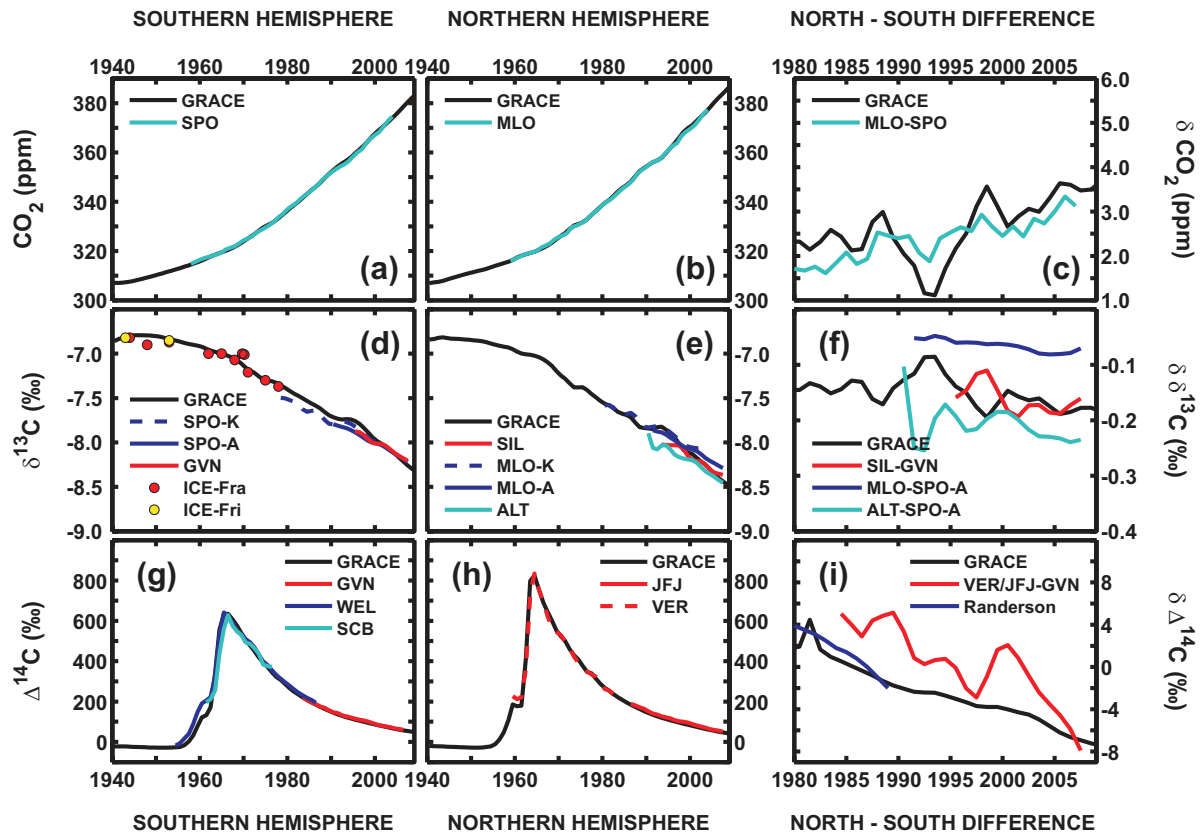 SOUTHERN HEMISPHERE NORTHERN HEMISPHERE NORTH - SOUTH DIFFERENCE
1940 1960 1980 2000 1940 1960 1980 2000 1980 1985 1990 1995 2000 2005
CO2 (ppm)
380
360
340
320
300
GRACE
SPO
(a)
GRACE
MLO
(b)
GRACE
MLO-SPO
(c)
6.0
5.0
4.0
3.0
2.0
1.0
δ CO2 (ppm)
δ13C (‰)
-7.0
-7.5
-8.0
-8.5
-9.0
(d)
GRACE
SPO-K
SPO-A
GVN
ICE-Fra
ICE-Fri
(e)
GRACE
SIL
MLO-K
MLO-A
ALT
(f)
GRACE
SIL-GVN
MLO-SPO-A
ALT-SPO-A
-0.1
-0.2
-0.3
-0.4
δ δ13C (‰)
Δ14C (‰)
800
600
400
200
0
(g)
GRACE
GVN
WEL
SCB
(h)
GRACE
JFJ
VER
(i)
GRACE
VER/JFJ-GVN
Randerson
8
4
0
-4
-8
δ Δ14C (‰)
1940 1960 1980 2000 1940 1960 1980 2000 1980 1985 1990 1995 2000 2005
SOUTHERN HEMISPHERE NORTHERN HEMISPHERE NORTH - SOUTH DIFFERENCE